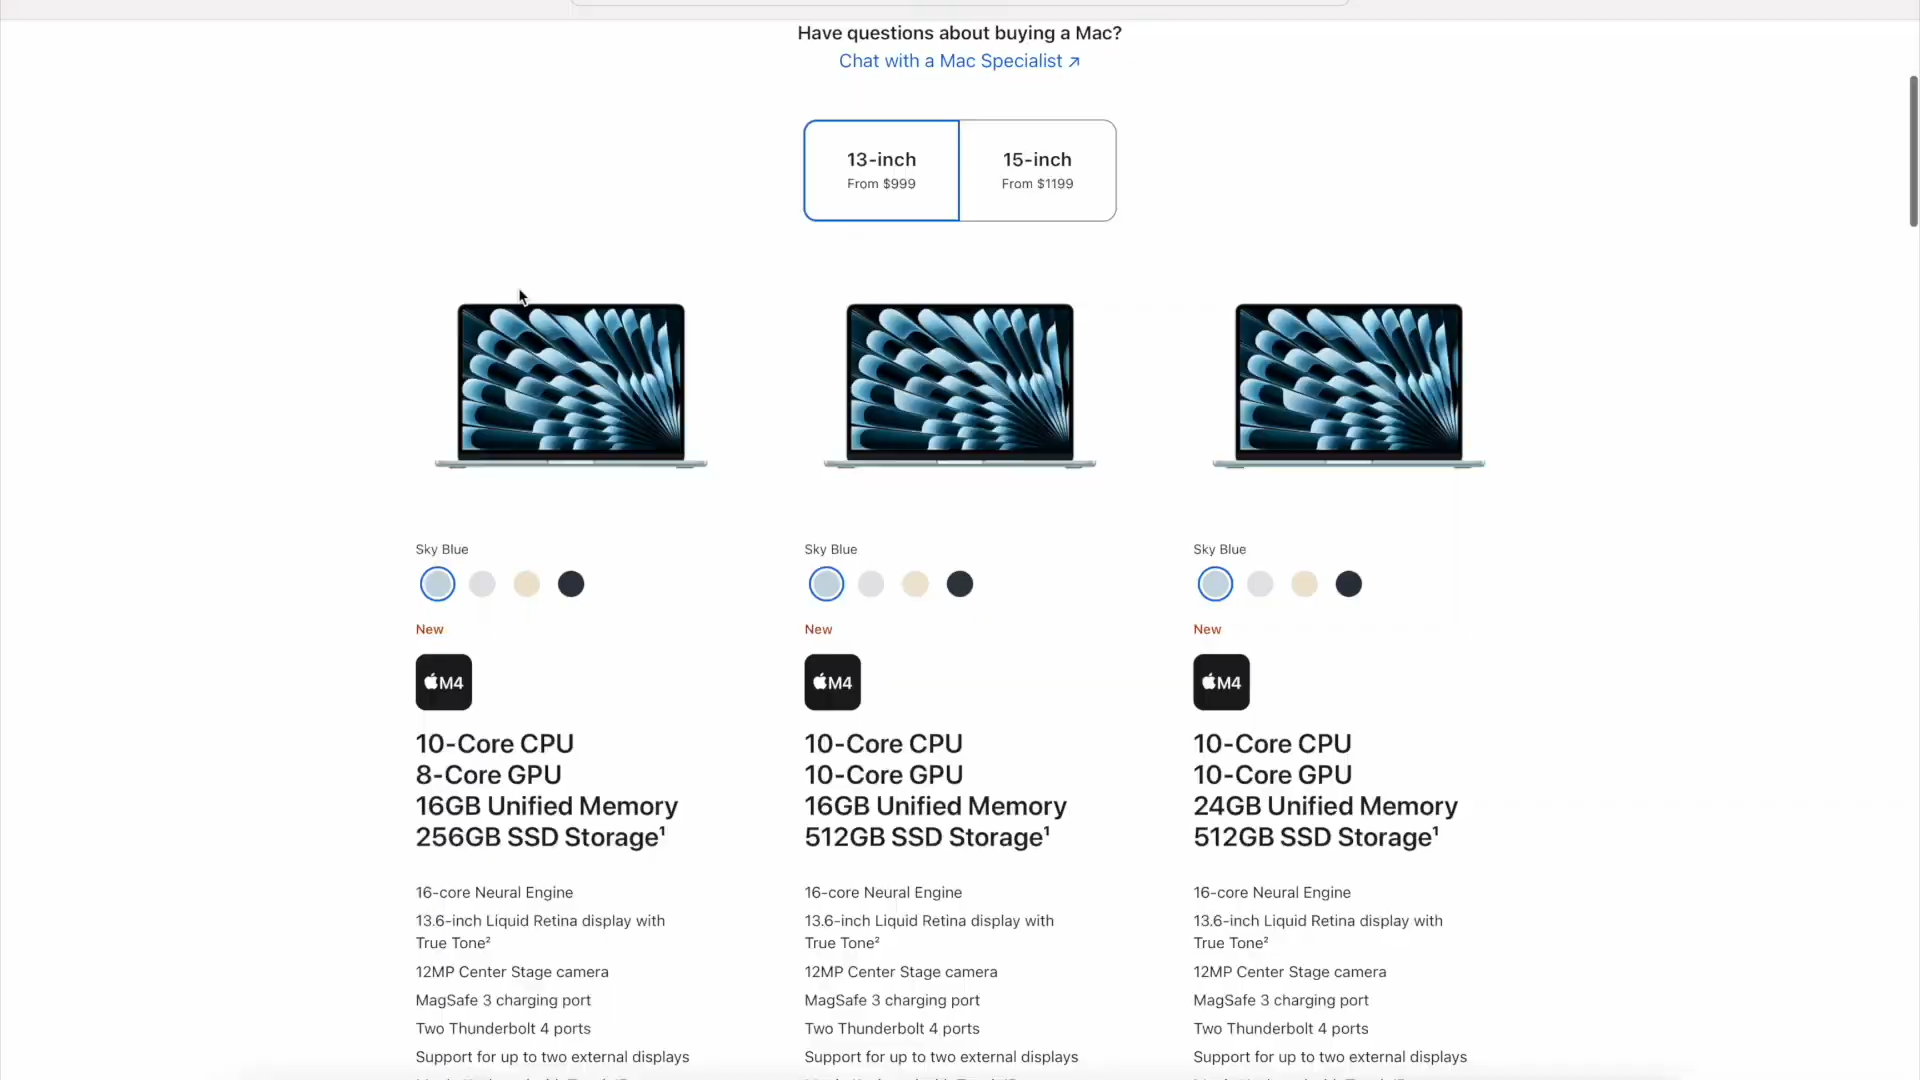 Have questions about buying a Mac?
Chat with a Mac Specialist ↗
13-inch
From $999
15-inch
From $1199
Sky Blue
New
M4
10-Core CPU
8-Core GPU
16GB Unified Memory
256GB SSD Storage¹
16-core Neural Engine
13.6-inch Liquid Retina display with
True Tone²
12MP Center Stage camera
MagSafe 3 charging port
Two Thunderbolt 4 ports
Support for up to two external displays
Sky Blue
New
M4
10-Core CPU
10-Core GPU
16GB Unified Memory
512GB SSD Storage¹
16-core Neural Engine
13.6-inch Liquid Retina display with
True Tone²
12MP Center Stage camera
MagSafe 3 charging port
Two Thunderbolt 4 ports
Support for up to two external displays
Sky Blue
New
M4
10-Core CPU
10-Core GPU
24GB Unified Memory
512GB SSD Storage¹
16-core Neural Engine
13.6-inch Liquid Retina display with
True Tone²
12MP Center Stage camera
MagSafe 3 charging port
Two Thunderbolt 4 ports
Support for up to two external displays